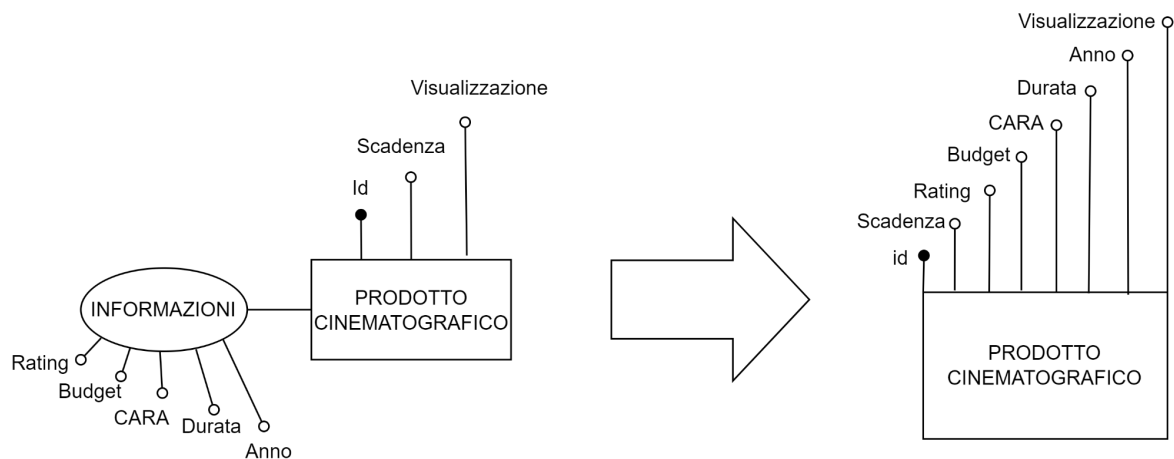 Visualizzazione
Scadenza
Id
INFORMAZIONI
PRODOTTO
CINEMATOGRAFICO
Rating
Budget
CARA
Durata
Anno
Visualizzazione
Anno
Durata
CARA
Budget
Rating
Scadenza
id
PRODOTTO
CINEMATOGRAFICO